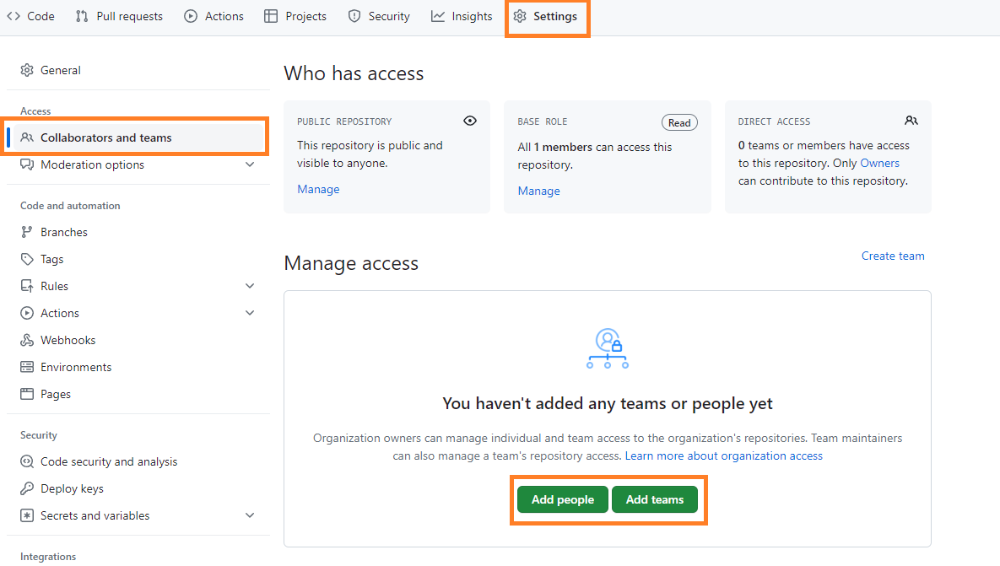 Code Pull requests Actions Projects Security Insights Settings
General
Access
Collaborators and teams
Moderation options
Code and automation
Branches
Tags
Rules
Actions
Webhooks
Environments
Pages
Security
Code security and analysis
Deploy keys
Secrets and variables
Integrations
Who has access
PUBLIC REPOSITORY
This repository is public and
visible to anyone.
Manage
BASE ROLE Read
All 1 members can access this
repository.
Manage
DIRECT ACCESS
0 teams or members have access
to this repository. Only Owners
can contribute to this repository.
Manage access
Create team
You haven't added any teams or people yet
Organization owners can manage individual and team access to the organization's repositories. Team maintainers
can also manage a team's repository access. Learn more about organization access
Add people Add teams